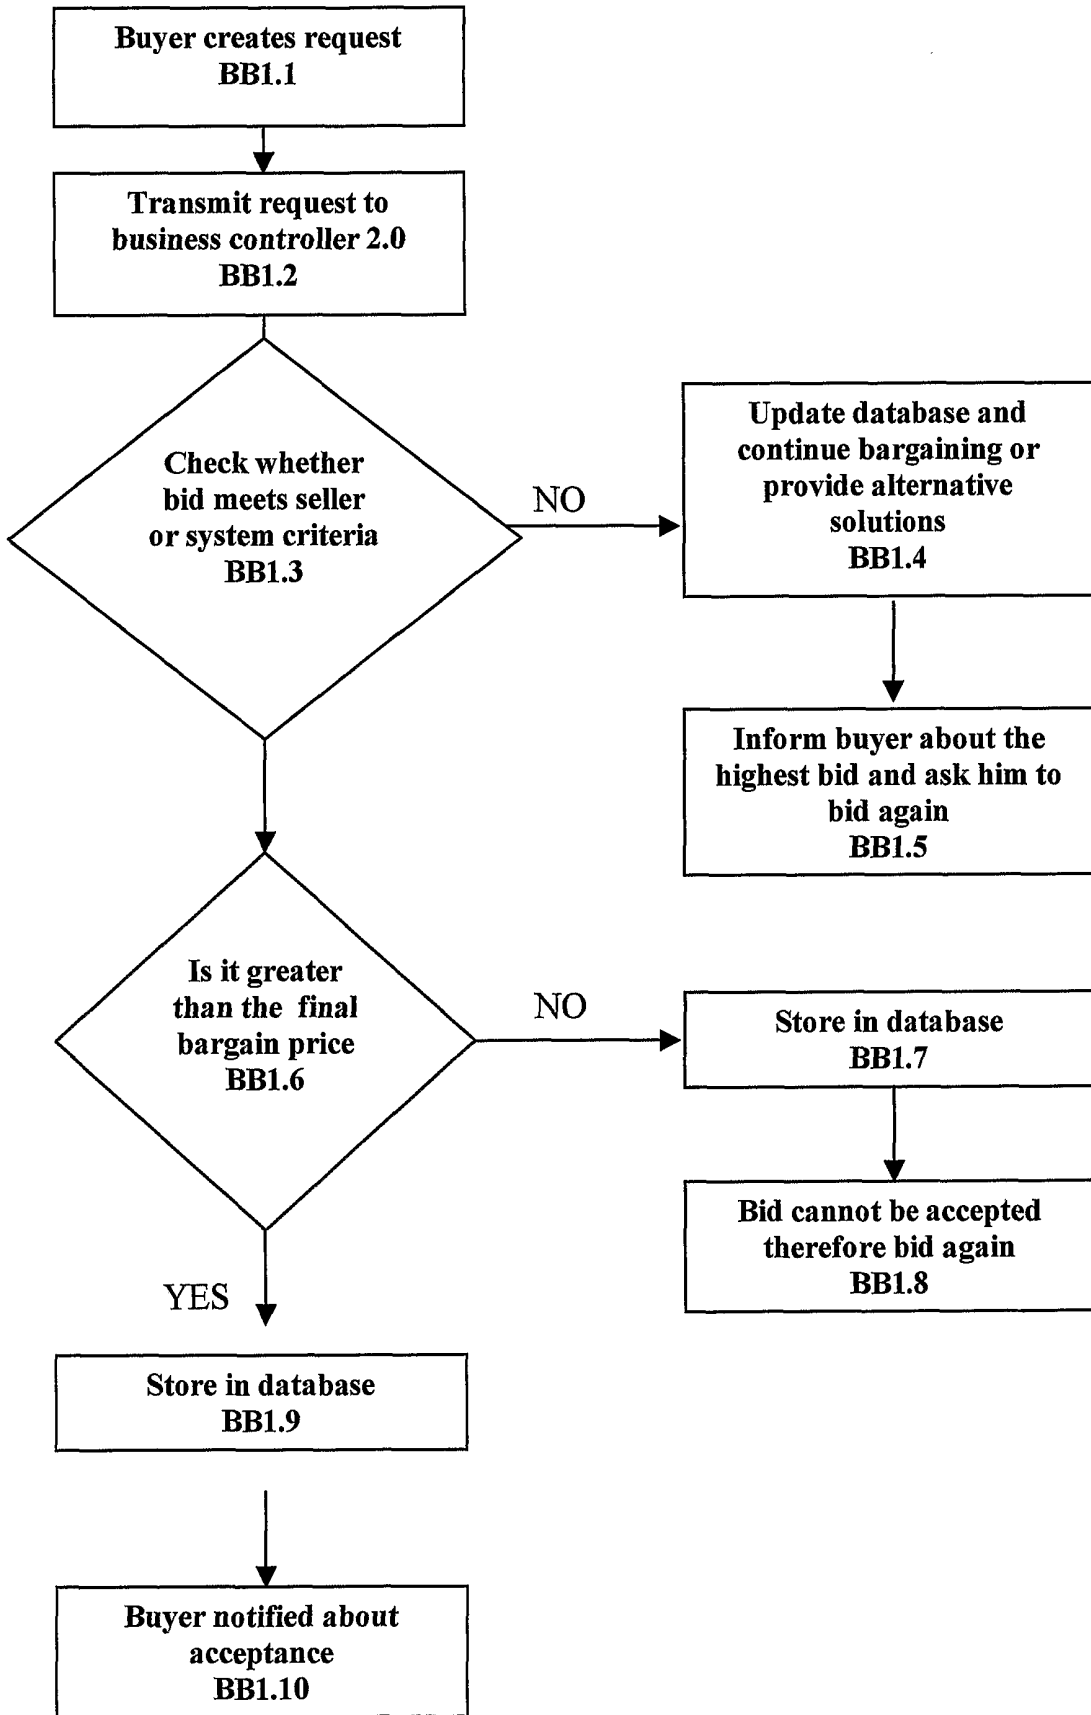 Buyer creates request
BB1.1
Transmit request to
business controller 2.0
BB1.2
Check whether
bid meets seller
or system criteria
BB1.3
NO
Update database and
continue bargaining or
provide alternative
solutions
BB1.4
Inform buyer about the
highest bid and ask him to
bid again
BB1.5
Is it greater
than the final
bargain price
BB1.6
NO
Store in database
BB1.7
Bid cannot be accepted
therefore bid again
BB1.8
YES
Store in database
BB1.9
Buyer notified about
acceptance
BB1.10